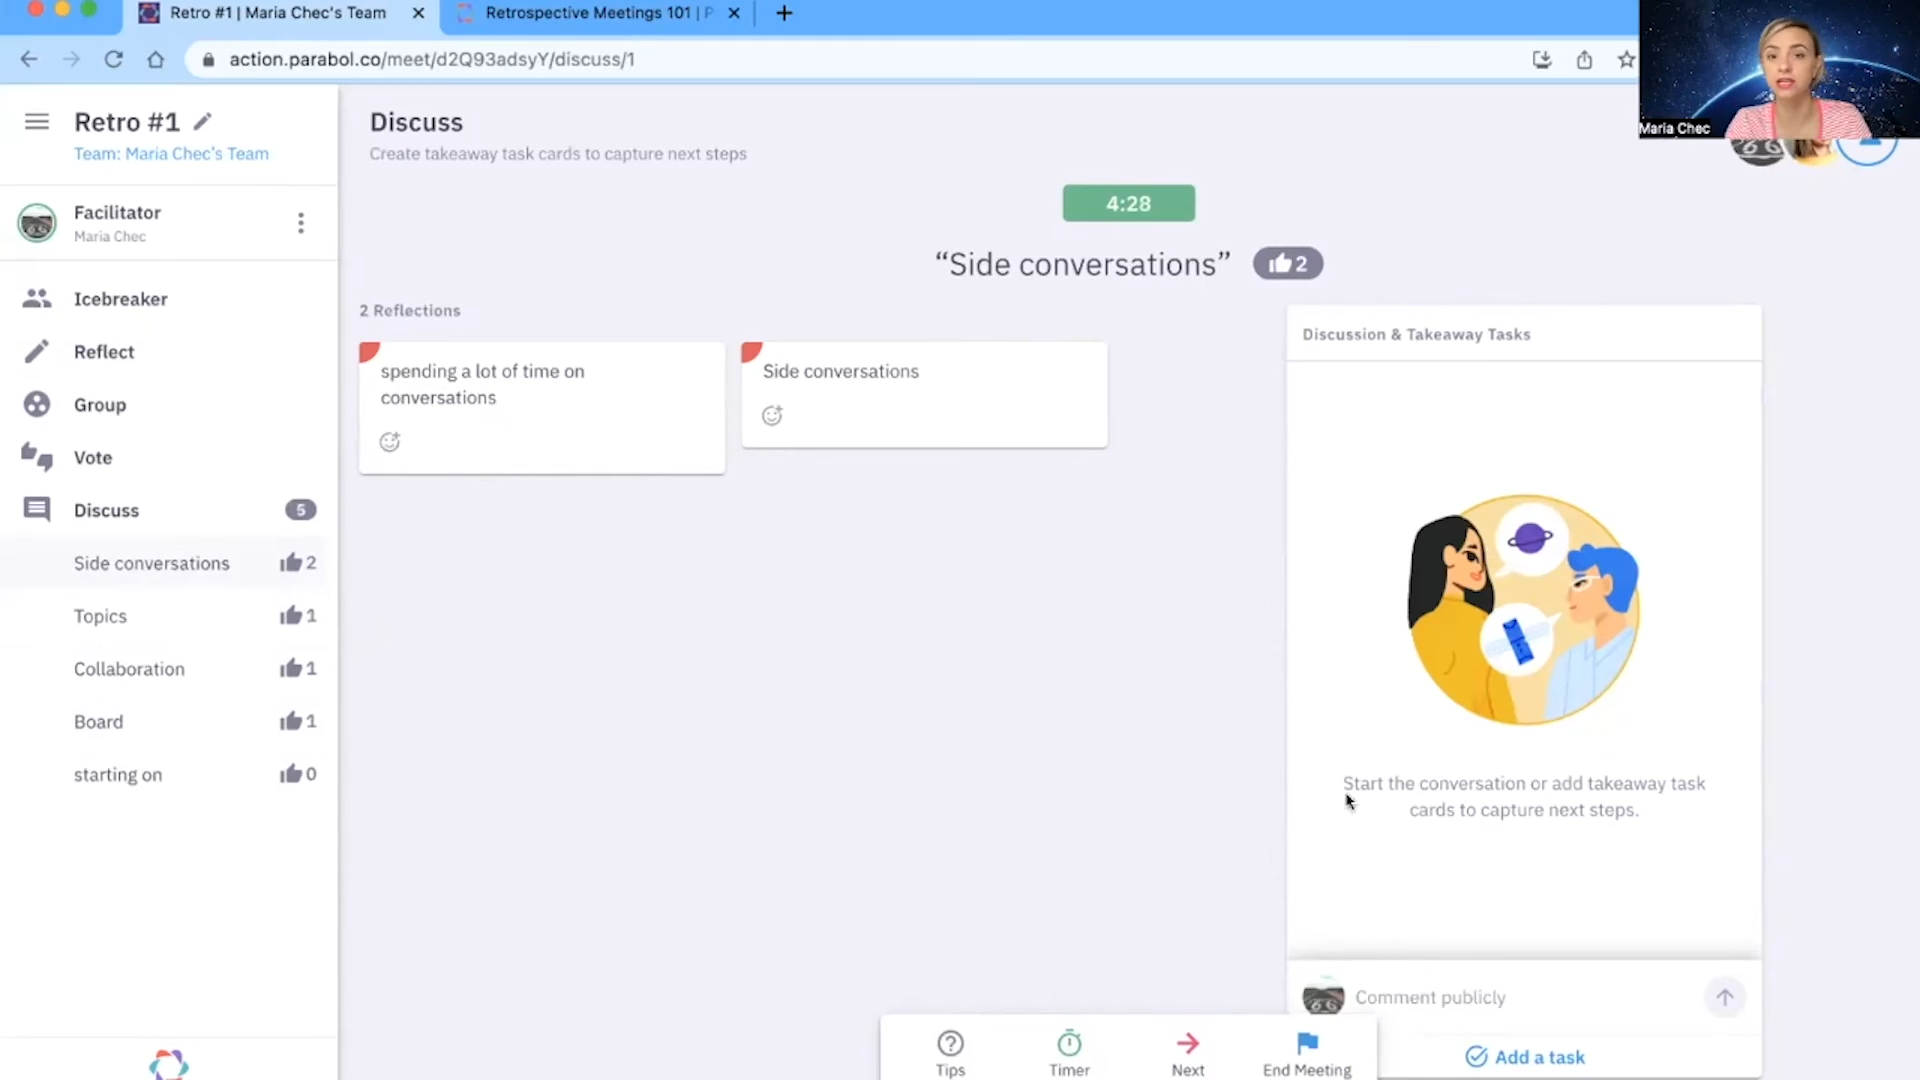 Retro #1 | Maria Chec's Team
Retrospective Meetings 101 | P
action.parabol.co/meet/d2Q93adsyY/discuss/1
Maria Chec
Retro #1
Team: Maria Chec's Team
Facilitator
Maria Chec
Icebreaker
Reflect
Group
Vote
Discuss 5
Side conversations 2
Topics 1
Collaboration 1
Board 1
starting on 0
Discuss
Create takeaway task cards to capture next steps
4:28
“Side conversations” 2
2 Reflections
spending a lot of time on
conversations
Side conversations
Discussion & Takeaway Tasks
Start the conversation or add takeaway task
cards to capture next steps.
Comment publicly
Add a task
Tips
Timer
Next
End Meeting